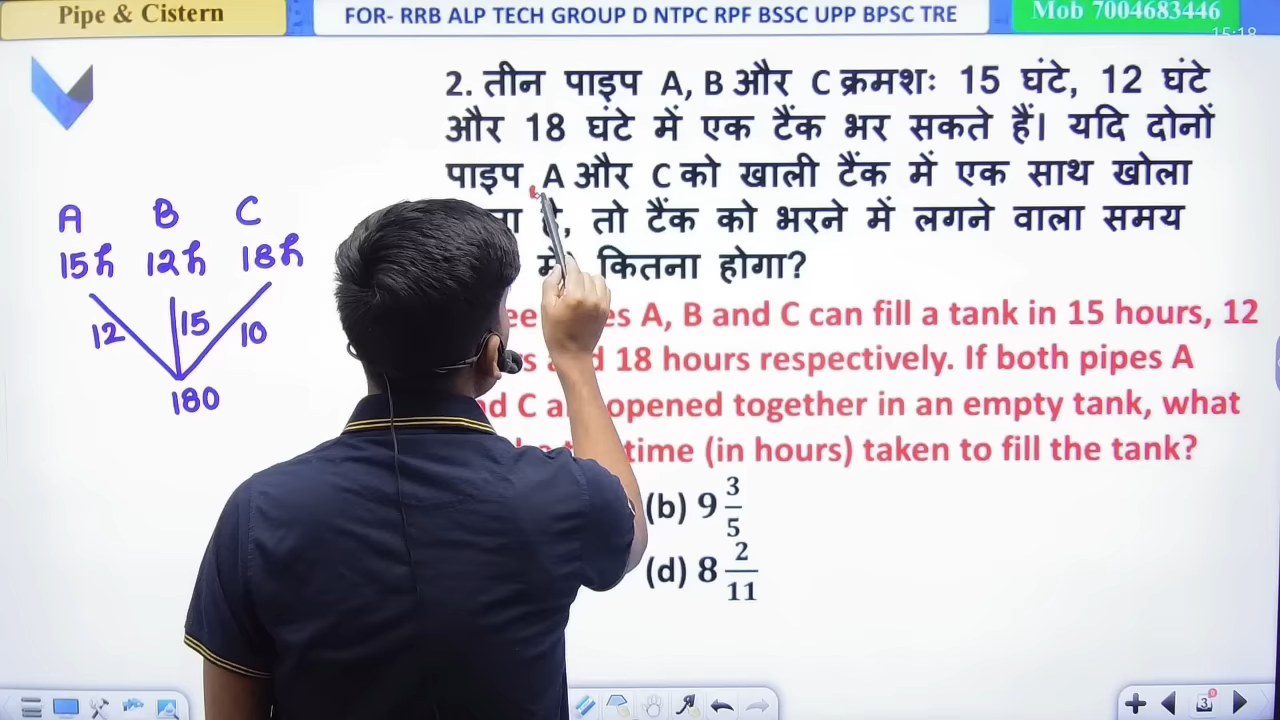 Pipe & Cistern
FOR- RRB ALP TECH GROUP D NTPC RPF BSSC UPP BPSC TRE
Mob 7004683446
15:18
2. तीन पाइप A, B और C क्रमशः 15 घंटे, 12 घंटे
और 18 घंटे में एक टैंक भर सकते हैं। यदि दोनों
पाइप A और C को खाली टैंक में एक साथ खोला
है, तो टैंक को भरने में लगने वाला समय
कितना होगा?
A B C
15h 12h 18h
12 15 10
180
A, B and C can fill a tank in 15 hours, 12
18 hours respectively. If both pipes A
C opened together in an empty tank, what
time (in hours) taken to fill the tank?
(b) 9 3/5
(d) 8 2/11
3